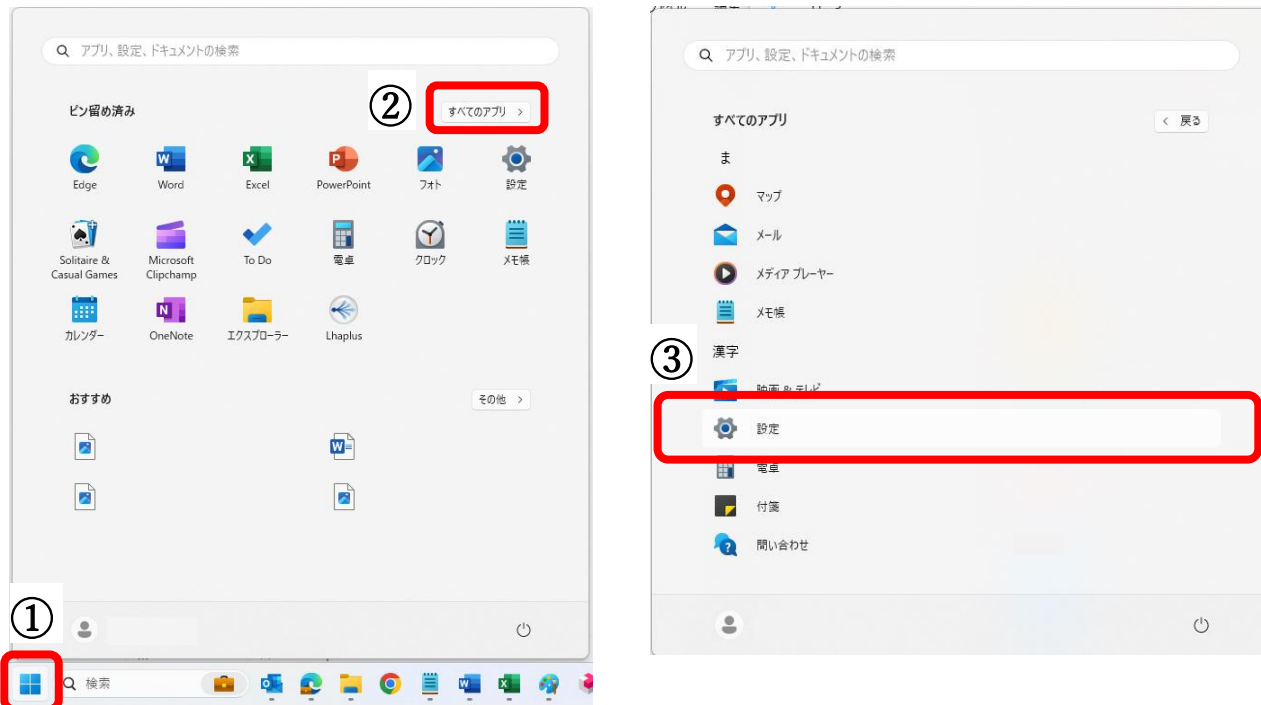 アプリ、設定、ドキュメントの検索
ピン留め済み
②
すべてのアプリ >
Edge
Word
Excel
PowerPoint
フォト
設定
Solitaire &
Casual Games
Microsoft
Clipchamp
To Do
電卓
クロック
メモ帳
カレンダー
OneNote
エクスプローラー
Lhaplus
おすすめ
その他 >
①
検索
アプリ、設定、ドキュメントの検索
すべてのアプリ
< 戻る
ま
マップ
メール
メディア プレーヤー
メモ帳
③
漢字
映画 & テレビ
設定
電卓
付箋
問い合わせ